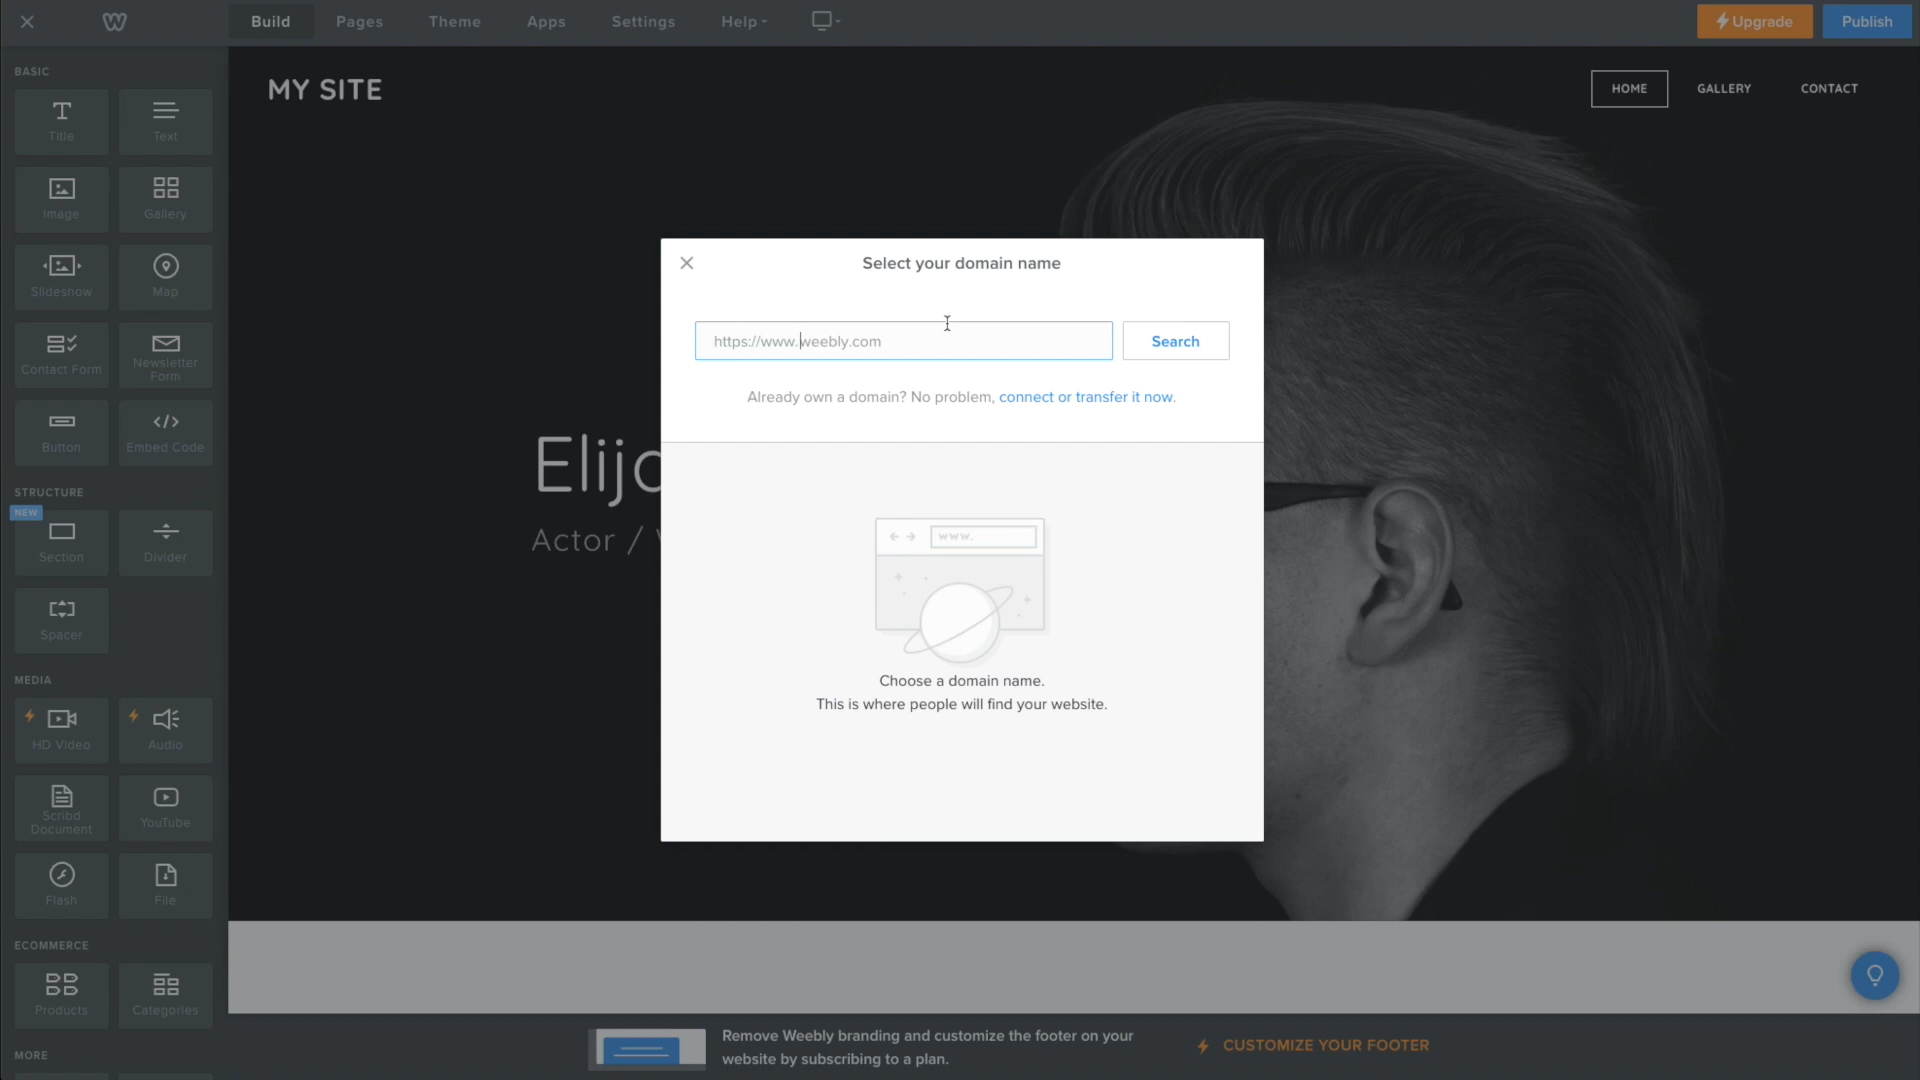 Build
Pages
Theme
Apps
Settings
Help
Upgrade
Publish
BASIC
Title
Text
Image
Gallery
Slideshow
Map
Contact Form
Newsletter
Form
Button
Embed Code
STRUCTURE
NEW
Section
Divider
Spacer
MEDIA
HD Video
Audio
Scribd
Document
YouTube
Flash
File
ECOMMERCE
Products
Categories
MORE
MY SITE
HOME
GALLERY
CONTACT
Actor /
Select your domain name
https://www.weebly.com
Search
Already own a domain? No problem, connect or transfer it now.
www.
Choose a domain name.
This is where people will find your website.
Remove Weebly branding and customize the footer on your
website by subscribing to a plan.
CUSTOMIZE YOUR FOOTER